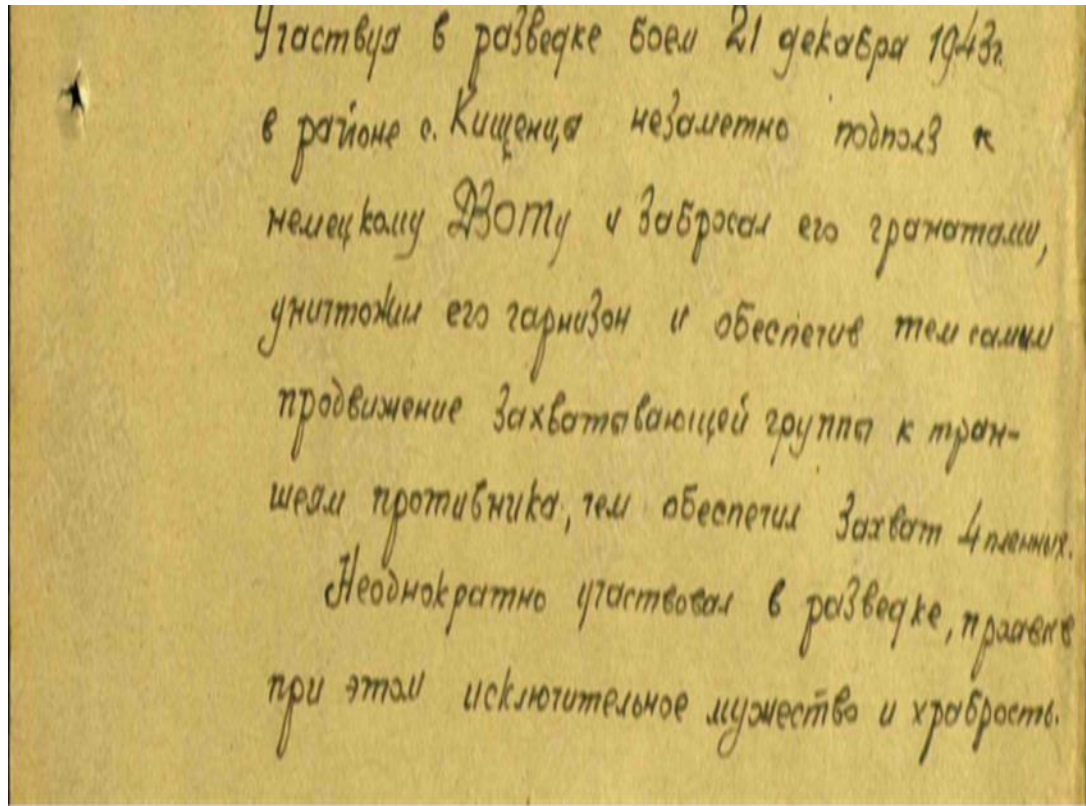 Участвуя в разведке боем 21 декабря 1943г.
в районе с. Кищенца незаметно подполз к
немецкому ДЗОТу и забросал его гранатами,
уничтожил его гарнизон и обеспечив тем самым
продвижение захватывающей группы к тран-
шеям противника, тем обеспечил захват 4 пленных.
Неоднократно участвовал в разведке, проявив
при этом исключительное мужество и храбрость.